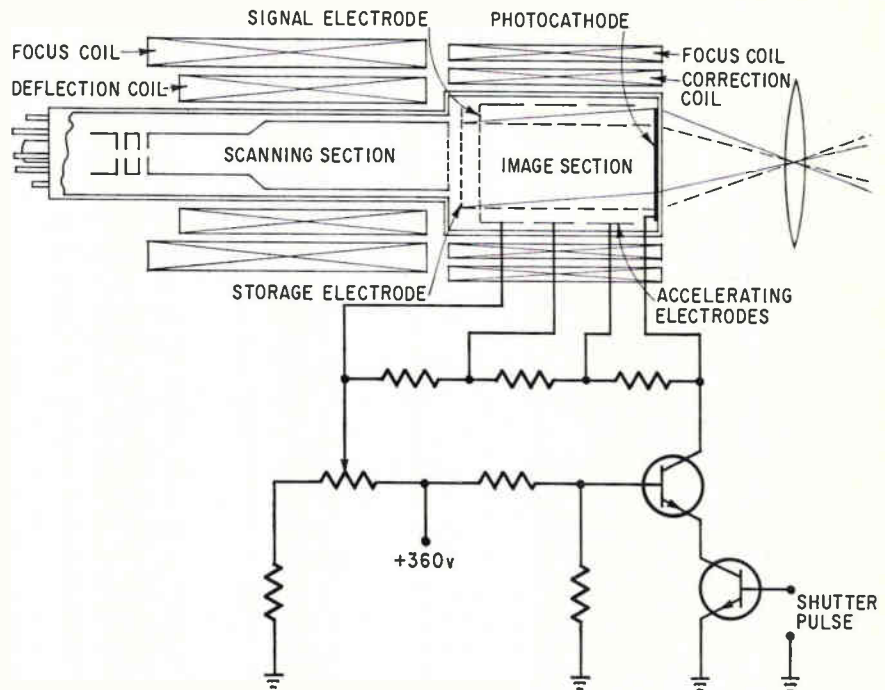 SIGNAL ELECTRODE
PHOTOCATHODE
FOCUS COIL
FOCUS COIL
DEFLECTION COIL
CORRECTION
COIL
SCANNING SECTION
IMAGE SECTION
STORAGE ELECTRODE
ACCELERATING
ELECTRODES
+360v
SHUTTER
PULSE